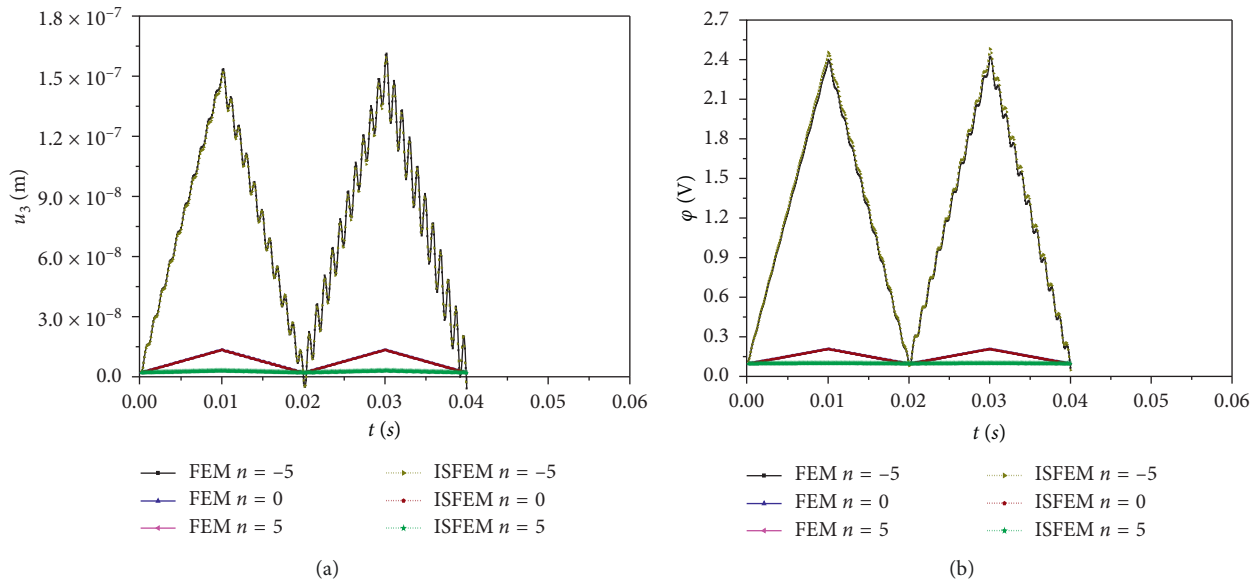 1.8 × 10⁻⁷
1.5 × 10⁻⁷
1.2 × 10⁻⁷
9.0 × 10⁻⁸
6.0 × 10⁻⁸
3.0 × 10⁻⁸
0.0
u₃ (m)
0.00 0.01 0.02 0.03 0.04 0.05 0.06
t (s)
FEM n = –5 ISFEM n = –5
FEM n = 0 ISFEM n = 0
FEM n = 5 ISFEM n = 5
(a)
2.7
2.4
2.1
1.8
1.5
1.2
0.9
0.6
0.3
0.0
φ (V)
0.00 0.01 0.02 0.03 0.04 0.05 0.06
t (s)
FEM n = –5 ISFEM n = –5
FEM n = 0 ISFEM n = 0
FEM n = 5 ISFEM n = 5
(b)